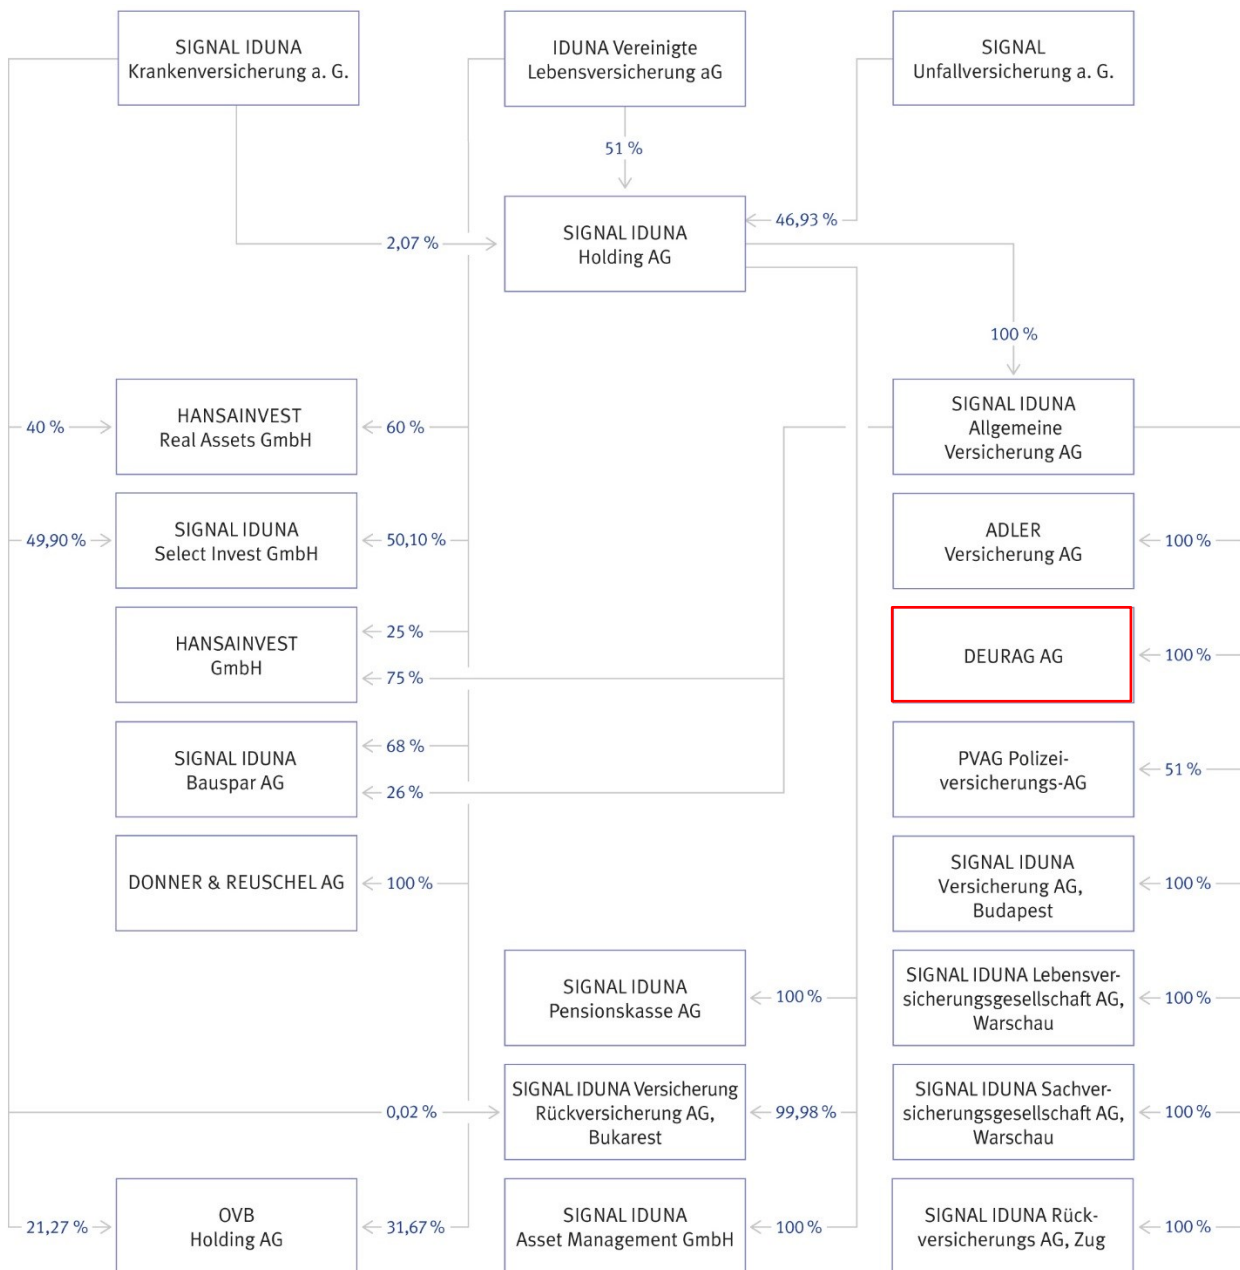 SIGNAL IDUNA
Krankenversicherung a. G.
IDUNA Vereinigte
Lebensversicherung aG
SIGNAL
Unfallversicherung a. G.
51 %
46,93 %
2,07 %
SIGNAL IDUNA
Holding AG
100 %
40 %
HANSAINVEST
Real Assets GmbH
60 %
SIGNAL IDUNA
Allgemeine
Versicherung AG
49,90 %
SIGNAL IDUNA
Select Invest GmbH
50,10 %
ADLER
Versicherung AG
100 %
HANSAINVEST
GmbH
25 %
75 %
DEURAG AG
100 %
SIGNAL IDUNA
Bauspar AG
68 %
26 %
PVAG Polizei-
versicherungs-AG
51 %
DONNER & REUSCHEL AG
100 %
SIGNAL IDUNA
Versicherung AG,
Budapest
100 %
SIGNAL IDUNA
Pensionskasse AG
100 %
SIGNAL IDUNA Lebensver-
sicherungsgesellschaft AG,
Warschau
100 %
0,02 %
SIGNAL IDUNA Versicherung
Rückversicherung AG,
Bukarest
99,98 %
SIGNAL IDUNA Sachver-
sicherungsgesellschaft AG,
Warschau
100 %
21,27 %
OVB
Holding AG
31,67 %
SIGNAL IDUNA
Asset Management GmbH
100 %
SIGNAL IDUNA Rück-
versicherungs AG, Zug
100 %